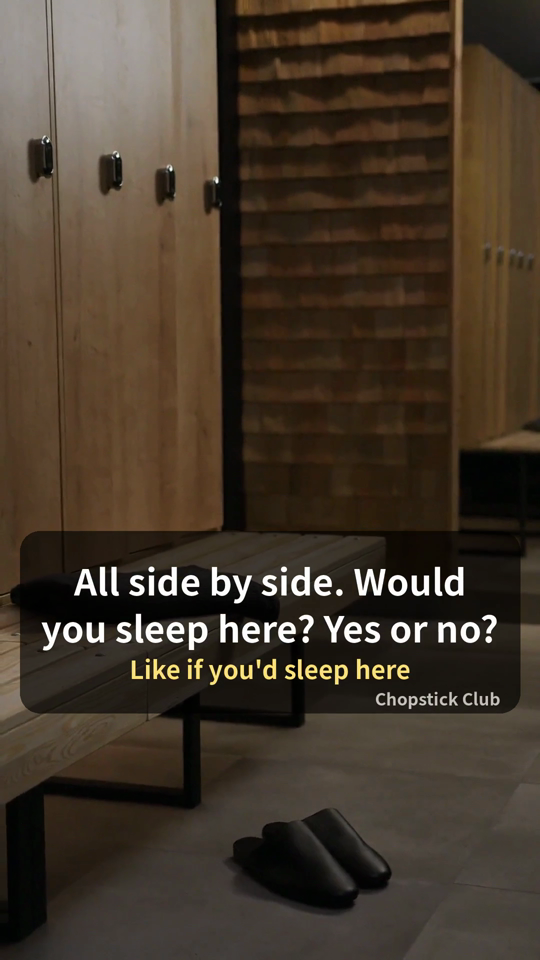 All side by side. Would
you sleep here? Yes or no?
Like if you'd sleep here
Chopstick Club